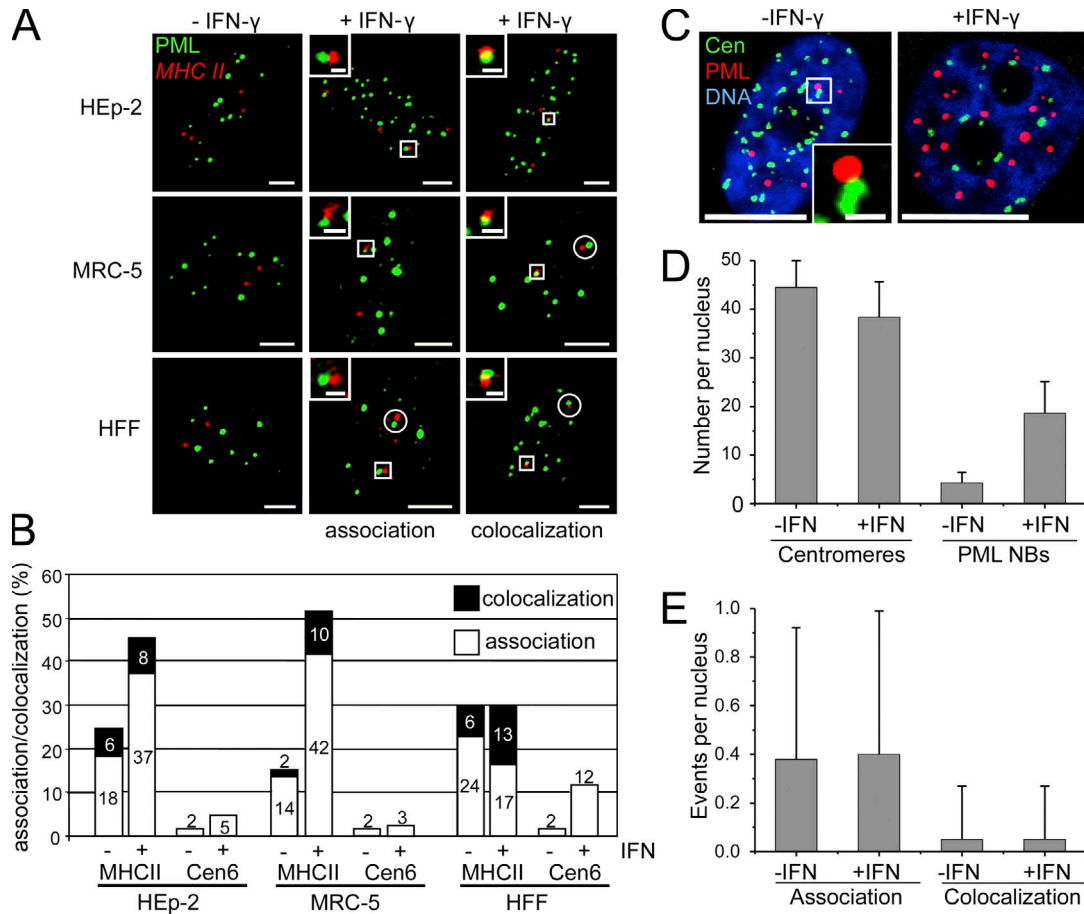 A
- IFN-γ
+ IFN-γ
+ IFN-γ
PML
MHC II
HEp-2
MRC-5
HFF
association
colocalization
B
association/colocalization (%)
60
50
40
30
20
10
0
colocalization
association
6
18
8
37
2
5
2
14
10
42
2
3
6
24
13
17
2
12
- + - + - + - + - + - + IFN
MHCII Cen6 MHCII Cen6 MHCII Cen6
HEp-2 MRC-5 HFF
C
-IFN-γ
+IFN-γ
Cen
PML
DNA
D
Number per nucleus
50
40
30
20
10
0
-IFN +IFN -IFN +IFN
Centromeres PML NBs
E
Events per nucleus
1.0
0.8
0.6
0.4
0.2
0.0
-IFN +IFN -IFN +IFN
Association Colocalization